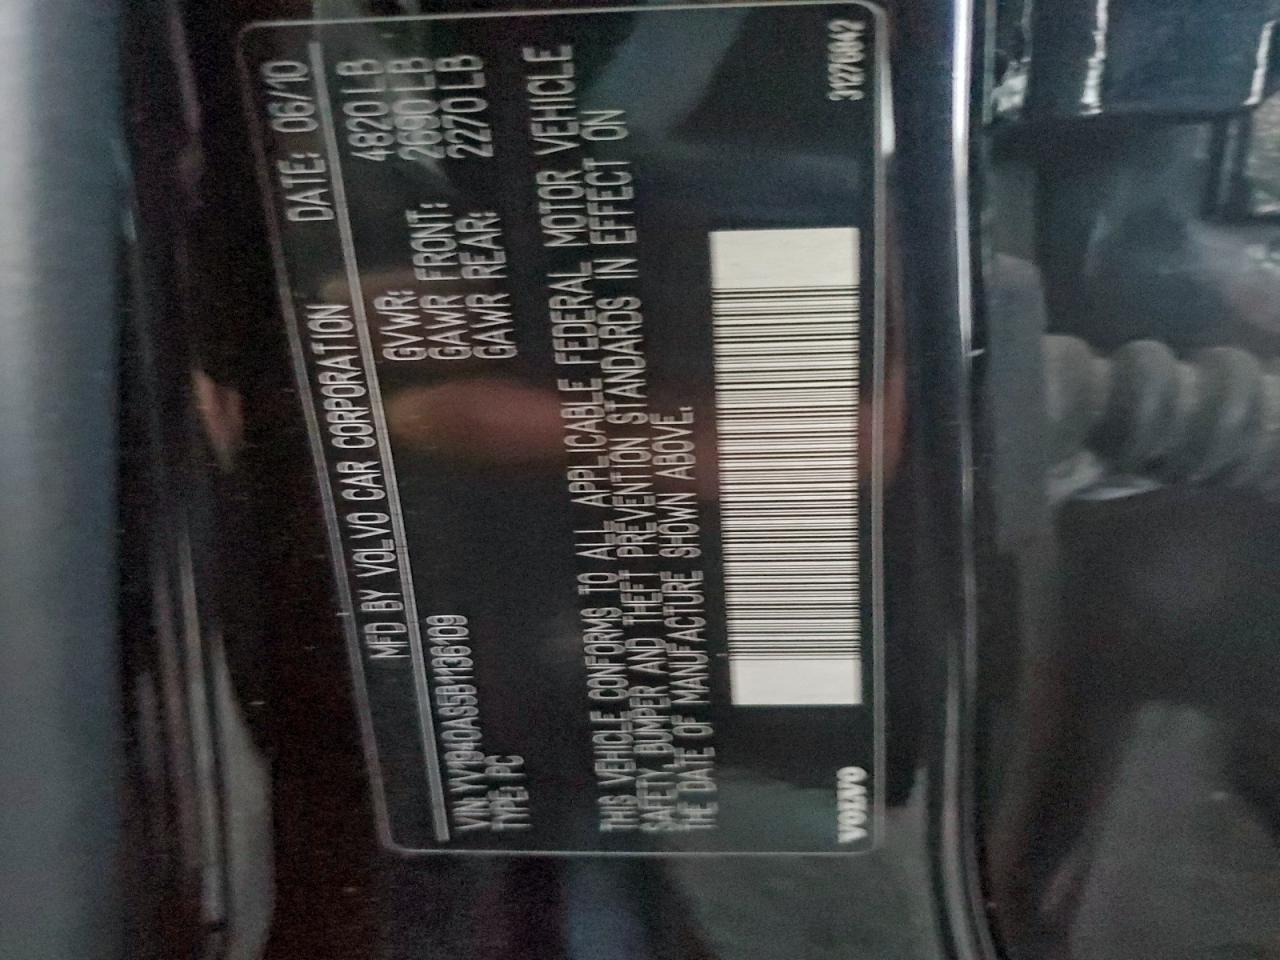 MFD BY VOLVO CAR CORPORATION DATE: 06/10
GVWR: 4820 LB
GAWR FRONT: 2690 LB
GAWR REAR: 2270 LB
VIN YV1940AS5B1136109
TYPE: PC
THIS VEHICLE CONFORMS TO ALL APPLICABLE FEDERAL MOTOR VEHICLE
SAFETY, BUMPER AND THEFT PREVENTION STANDARDS IN EFFECT ON
THE DATE OF MANUFACTURE SHOWN ABOVE.
VOLVO
31276842